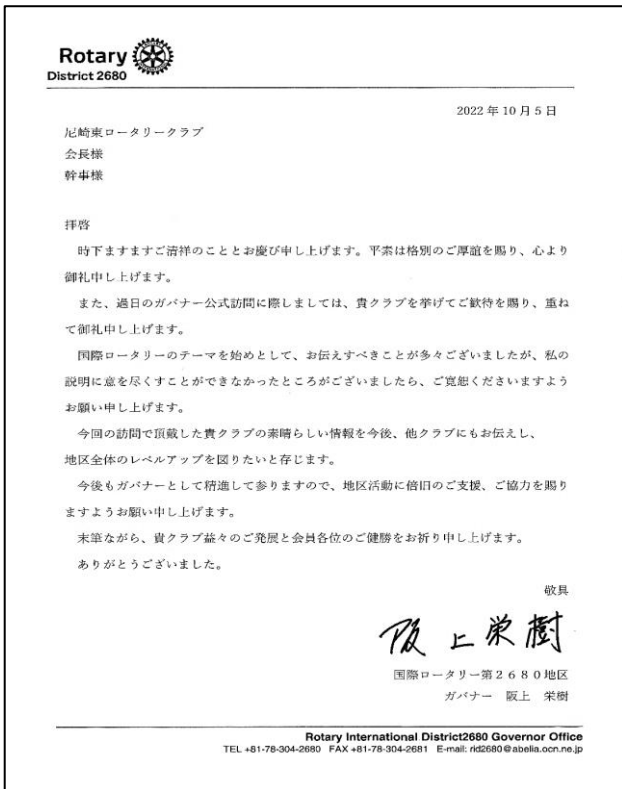 Rotary
District 2680
2022年10月5日
尼崎東ロータリークラブ
会長様
幹事様
拝啓
時下ますますご清祥のこととお慶び申し上げます。平素は格別のご厚誼を賜り、心より
御礼申し上げます。
また、過日のガバナー公式訪問に際しましては、貴クラブを挙げてご歓待を賜り、重ね
て御礼申し上げます。
国際ロータリーのテーマを始めとして、お伝えすべきことが多々ございましたが、私の
説明に意を尽くすことができなかったところがございましたら、ご寛恕くださいますよう
お願い申し上げます。
今回の訪問で頂戴した貴クラブの素晴らしい情報を今後、他クラブにもお伝えし、
地区全体のレベルアップを図りたいと存じます。
今後もガバナーとして精進して参りますので、地区活動に倍旧のご支援、ご協力を賜り
ますようお願い申し上げます。
末筆ながら、貴クラブ益々のご発展と会員各位のご健勝をお祈り申し上げます。
ありがとうございました。
敬具
阪上栄樹
国際ロータリー第2680地区
ガバナー 阪上 栄樹
Rotary International District2680 Governor Office
TEL +81-78-304-2680 FAX +81-78-304-2681 E-mail: rid2680@abelia.ocn.ne.jp